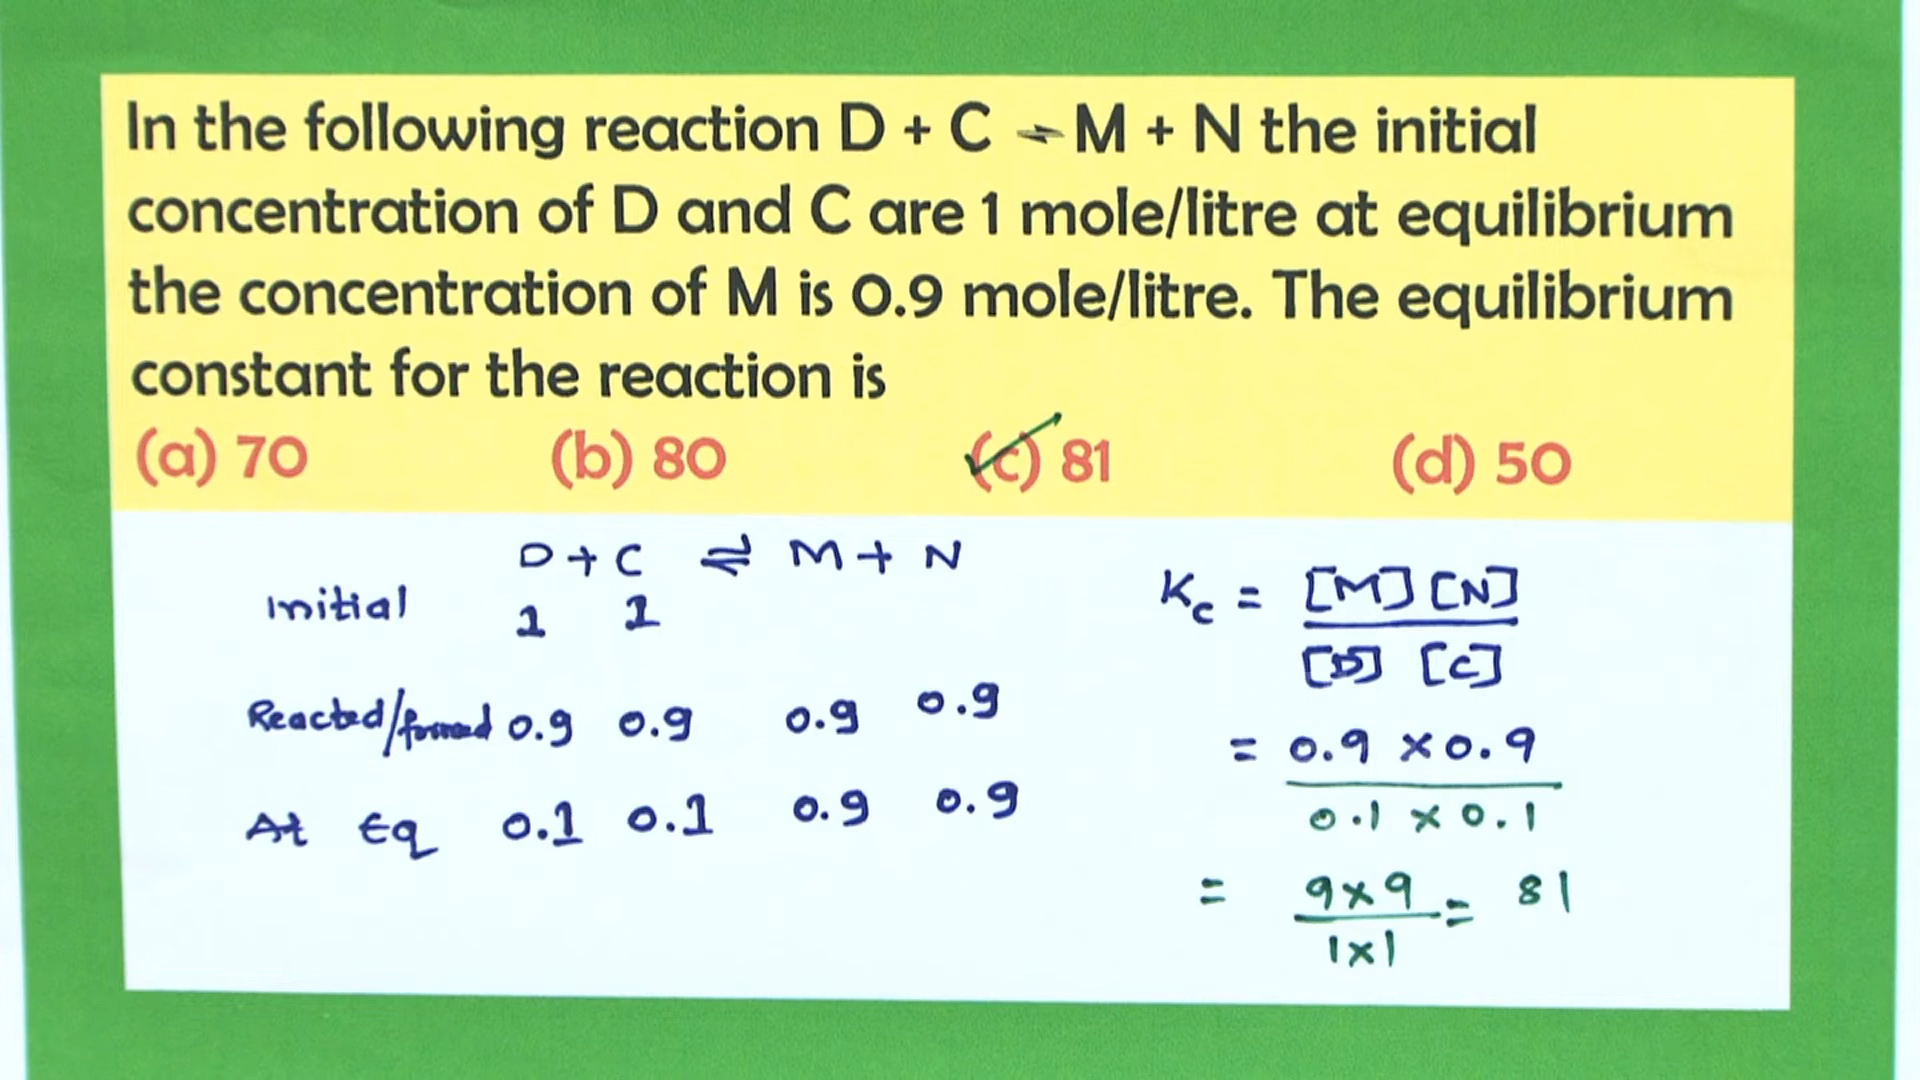 In the following reaction D + C ⇌ M + N the initial
concentration of D and C are 1 mole/litre at equilibrium
the concentration of M is 0.9 mole/litre. The equilibrium
constant for the reaction is
(a) 70 (b) 80 (c) 81 (d) 50
D + C ⇌ M + N
Initial 1 1
Reacted/formed 0.9 0.9 0.9 0.9
At Eq 0.1 0.1 0.9 0.9
Kc = [M] [N]
[D] [C]
= 0.9 × 0.9
0.1 × 0.1
= 9×9 = 81
1×1